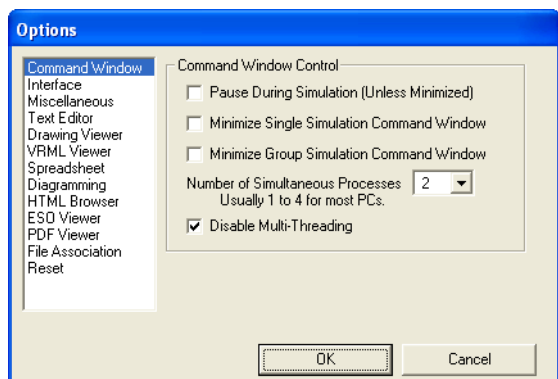 Options
Command Window
Interface
Miscellaneous
Text Editor
Drawing Viewer
VRML Viewer
Spreadsheet
Diagramming
HTML Browser
ESO Viewer
PDF Viewer
File Association
Reset
Command Window Control
Pause During Simulation (Unless Minimized)
Minimize Single Simulation Command Window
Minimize Group Simulation Command Window
Number of Simultaneous Processes 2
Usually 1 to 4 for most PCs.
Disable Multi-Threading
OK Cancel